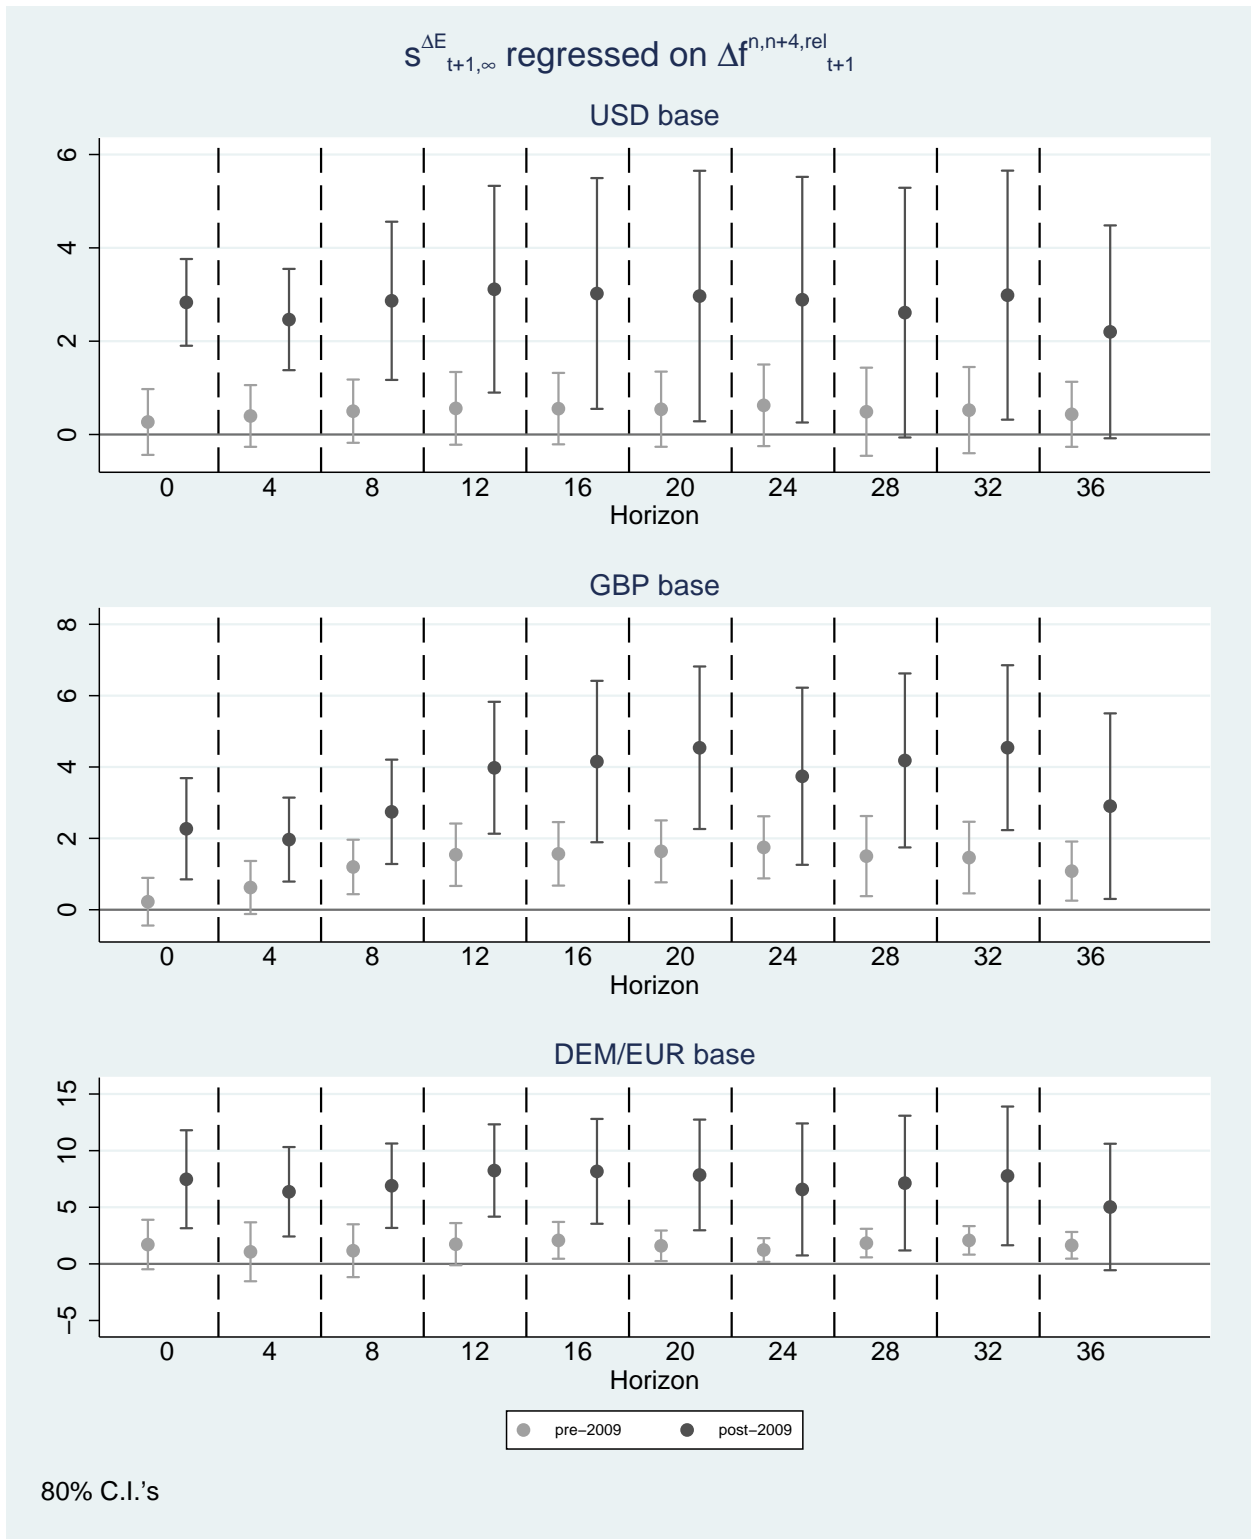 s^ΔE_t+1,∞ regressed on Δf^n,n+4,rel_t+1
USD base
6
4
2
0
0 4 8 12 16 20 24 28 32 36
Horizon
GBP base
8
6
4
2
0
0 4 8 12 16 20 24 28 32 36
Horizon
DEM/EUR base
15
10
5
0
−5
0 4 8 12 16 20 24 28 32 36
Horizon
pre−2009 post−2009
80% C.I.’s